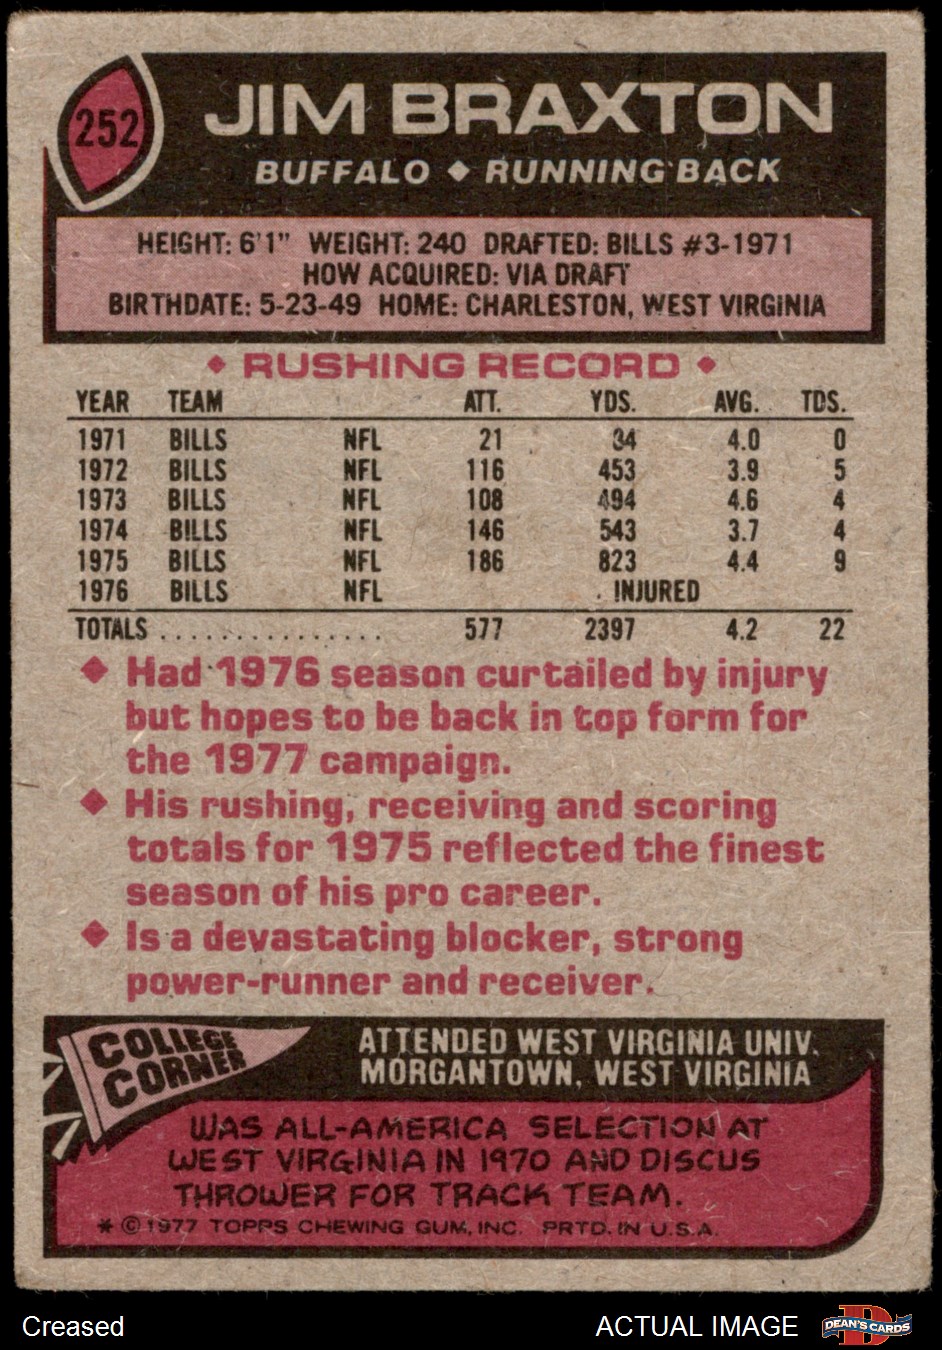 252
JIM BRAXTON
BUFFALO ◆ RUNNING BACK
HEIGHT: 6'1" WEIGHT: 240 DRAFTED: BILLS #3-1971
HOW ACQUIRED: VIA DRAFT
BIRTHDATE: 5-23-49 HOME: CHARLESTON, WEST VIRGINIA
◆ RUSHING RECORD ◆
YEAR TEAM ATT. YDS. AVG. TDS.
1971 BILLS NFL 21 84 4.0 0
1972 BILLS NFL 116 453 3.9 5
1973 BILLS NFL 108 494 4.6 4
1974 BILLS NFL 146 543 3.7 4
1975 BILLS NFL 186 823 4.4 9
1976 BILLS NFL INJURED
TOTALS ................ 577 2397 4.2 22
◆ Had 1976 season curtailed by injury
but hopes to be back in top form for
the 1977 campaign.
◆ His rushing, receiving and scoring
totals for 1975 reflected the finest
season of his pro career.
◆ Is a devastating blocker, strong
power-runner and receiver.
COLLEGE
CORNER
ATTENDED WEST VIRGINIA UNIV.
MORGANTOWN, WEST VIRGINIA
WAS ALL-AMERICA SELECTION AT
WEST VIRGINIA IN 1970 AND DISCUS
THROWER FOR TRACK TEAM.
* © 1977 TOPPS CHEWING GUM, INC. PRTD. IN U.S.A.
Creased
ACTUAL IMAGE
D
DEAN'S CARDS